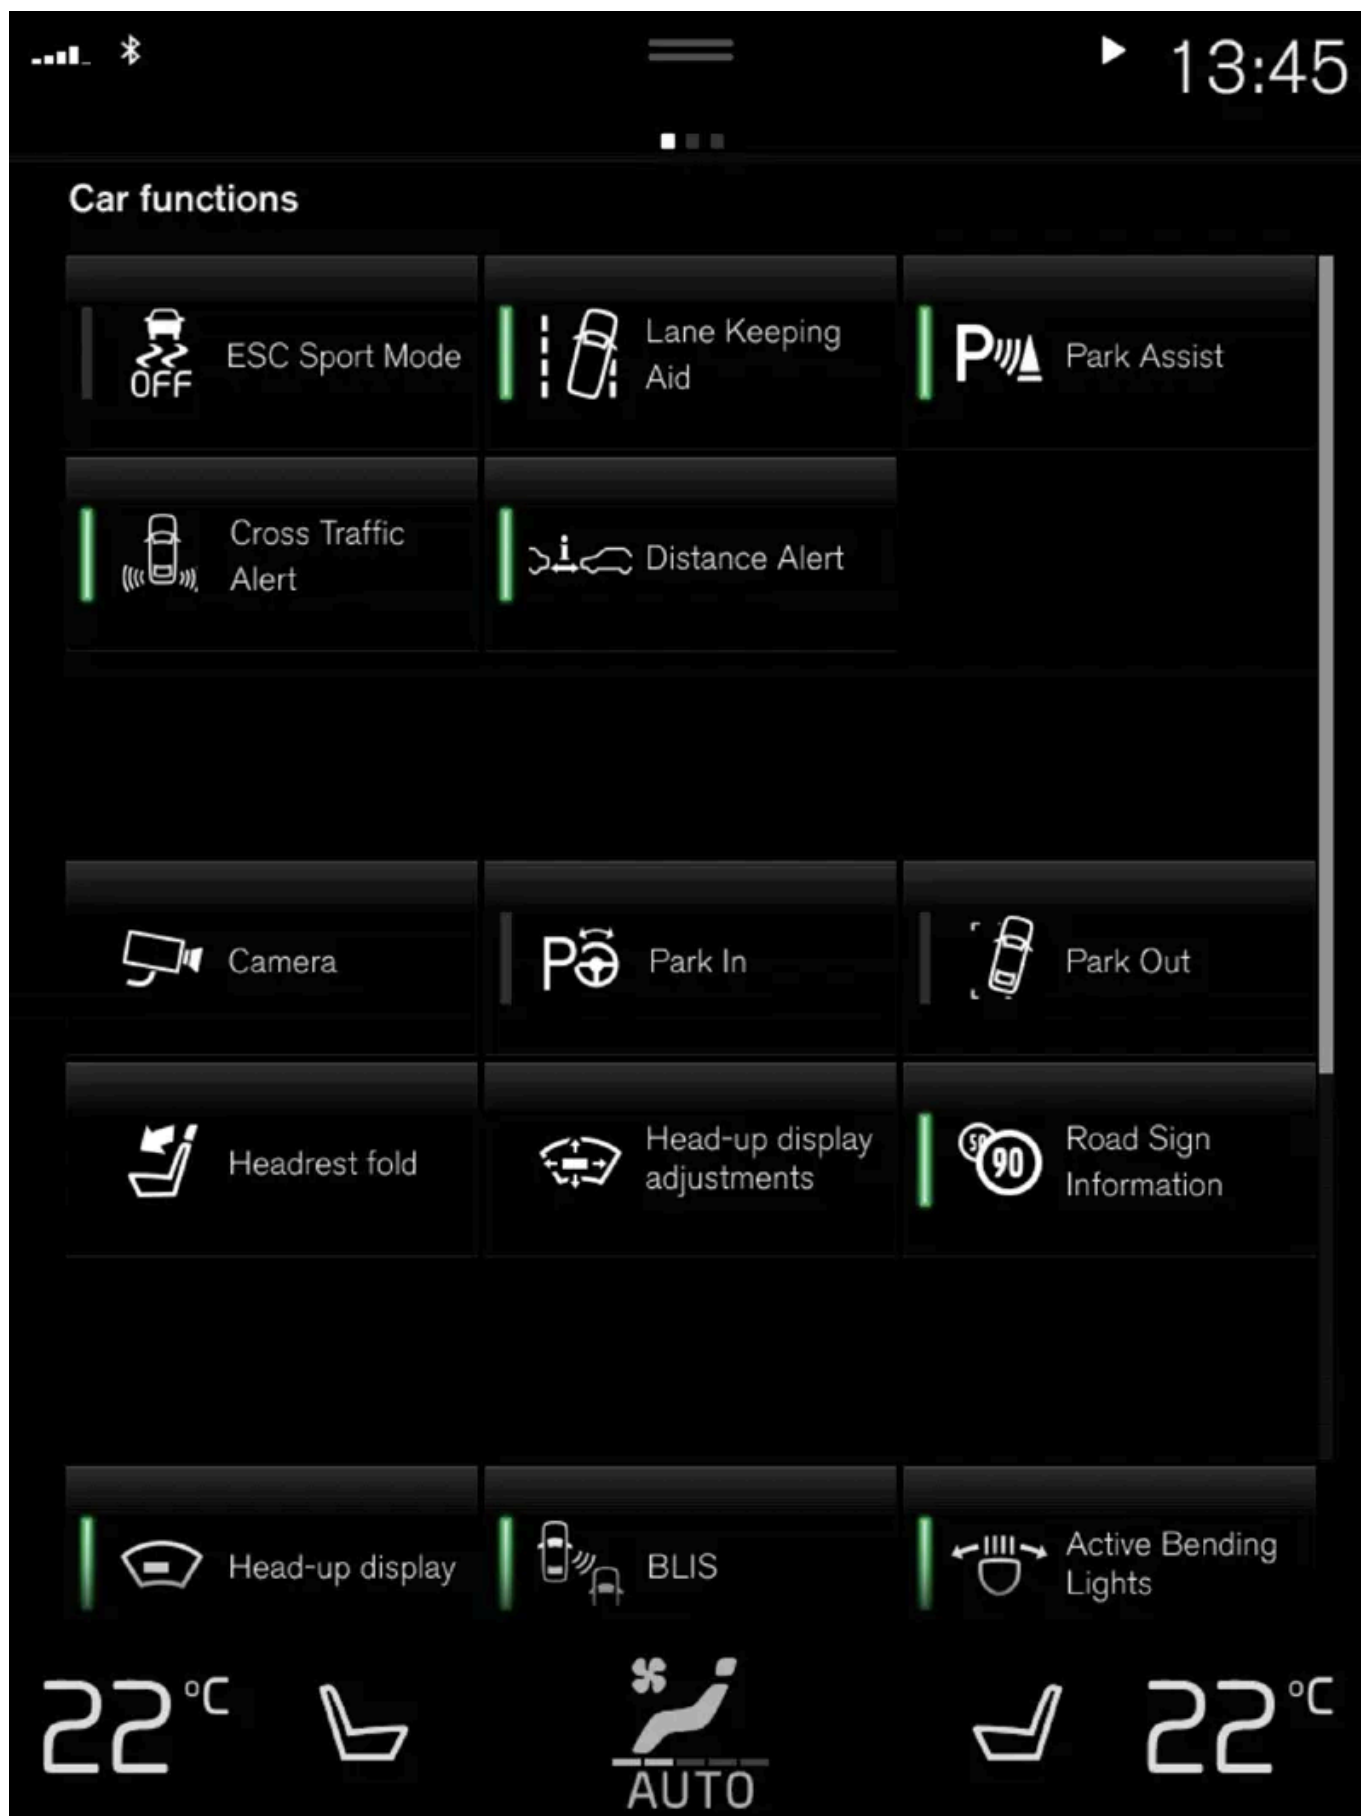 13:45
Car functions
OFF
ESC Sport Mode
Lane Keeping
Aid
P
Park Assist
Cross Traffic
Alert
i
Distance Alert
Camera
P
Park In
Park Out
Headrest fold
Head-up display
adjustments
50
90
Road Sign
Information
Head-up display
BLIS
Active Bending
Lights
22°C
AUTO
22°C